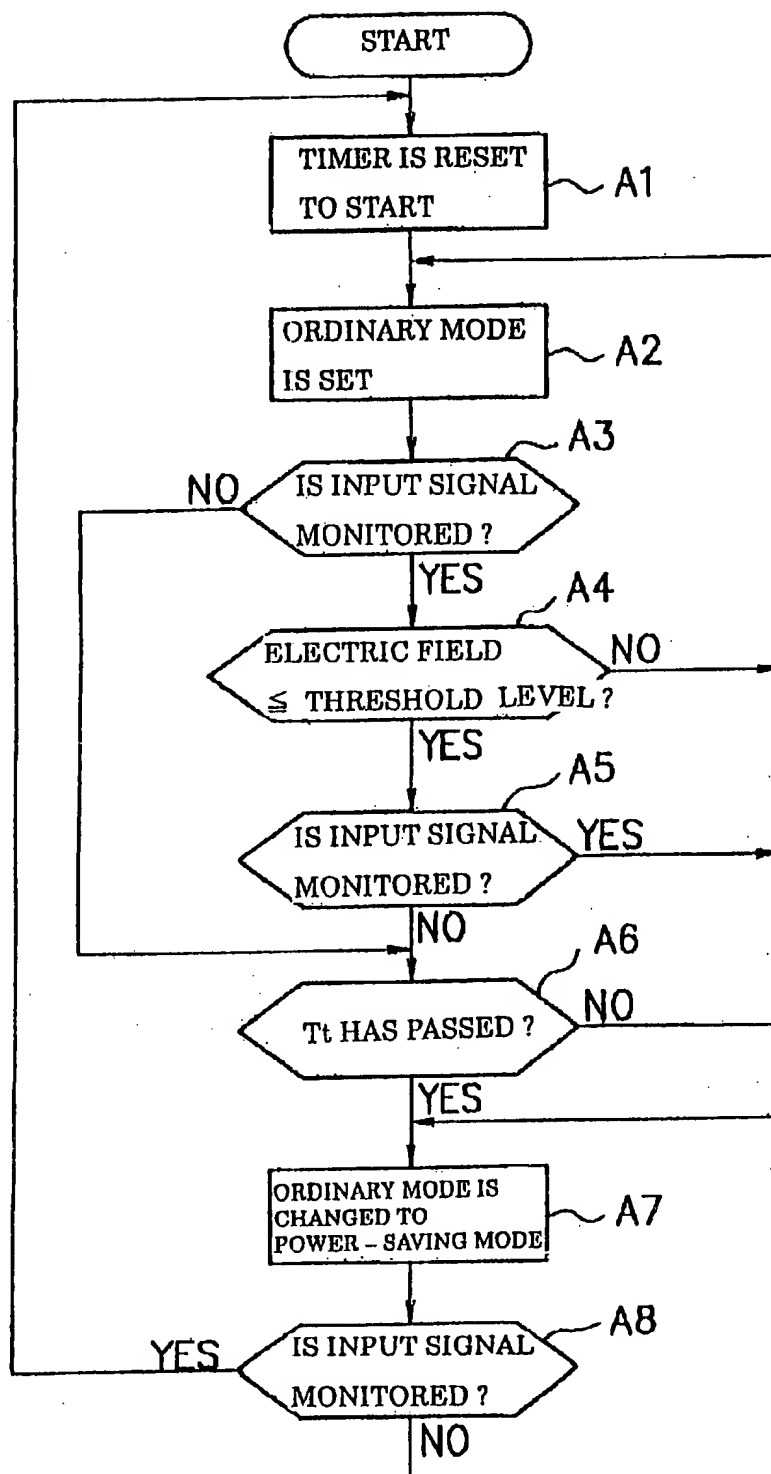 START
TIMER IS RESET
TO START
A1
ORDINARY MODE
IS SET
A2
A3
NO
IS INPUT SIGNAL
MONITORED ?
YES
A4
ELECTRIC FIELD
≦ THRESHOLD LEVEL ?
NO
YES
A5
IS INPUT SIGNAL
MONITORED ?
YES
NO
A6
Tt HAS PASSED ?
NO
YES
ORDINARY MODE IS
CHANGED TO
POWER – SAVING MODE
A7
A8
YES
IS INPUT SIGNAL
MONITORED ?
NO